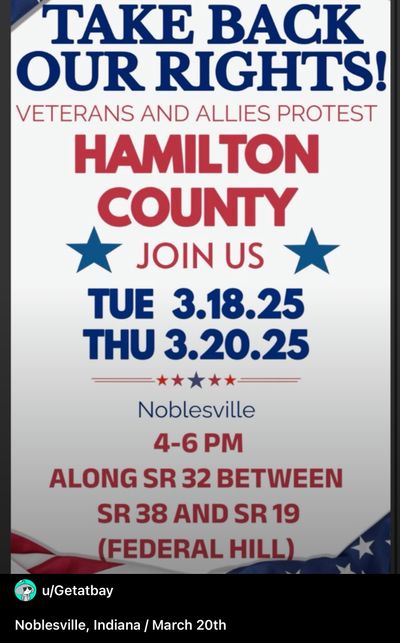 TAKE BACK
OUR RIGHTS!
VETERANS AND ALLIES PROTEST
HAMILTON
COUNTY
JOIN US
TUE 3.18.25
THU 3.20.25
Noblesville
4-6 PM
ALONG SR 32 BETWEEN
SR 38 AND SR 19
(FEDERAL HILL)
u/Getatbay
Noblesville, Indiana / March 20th